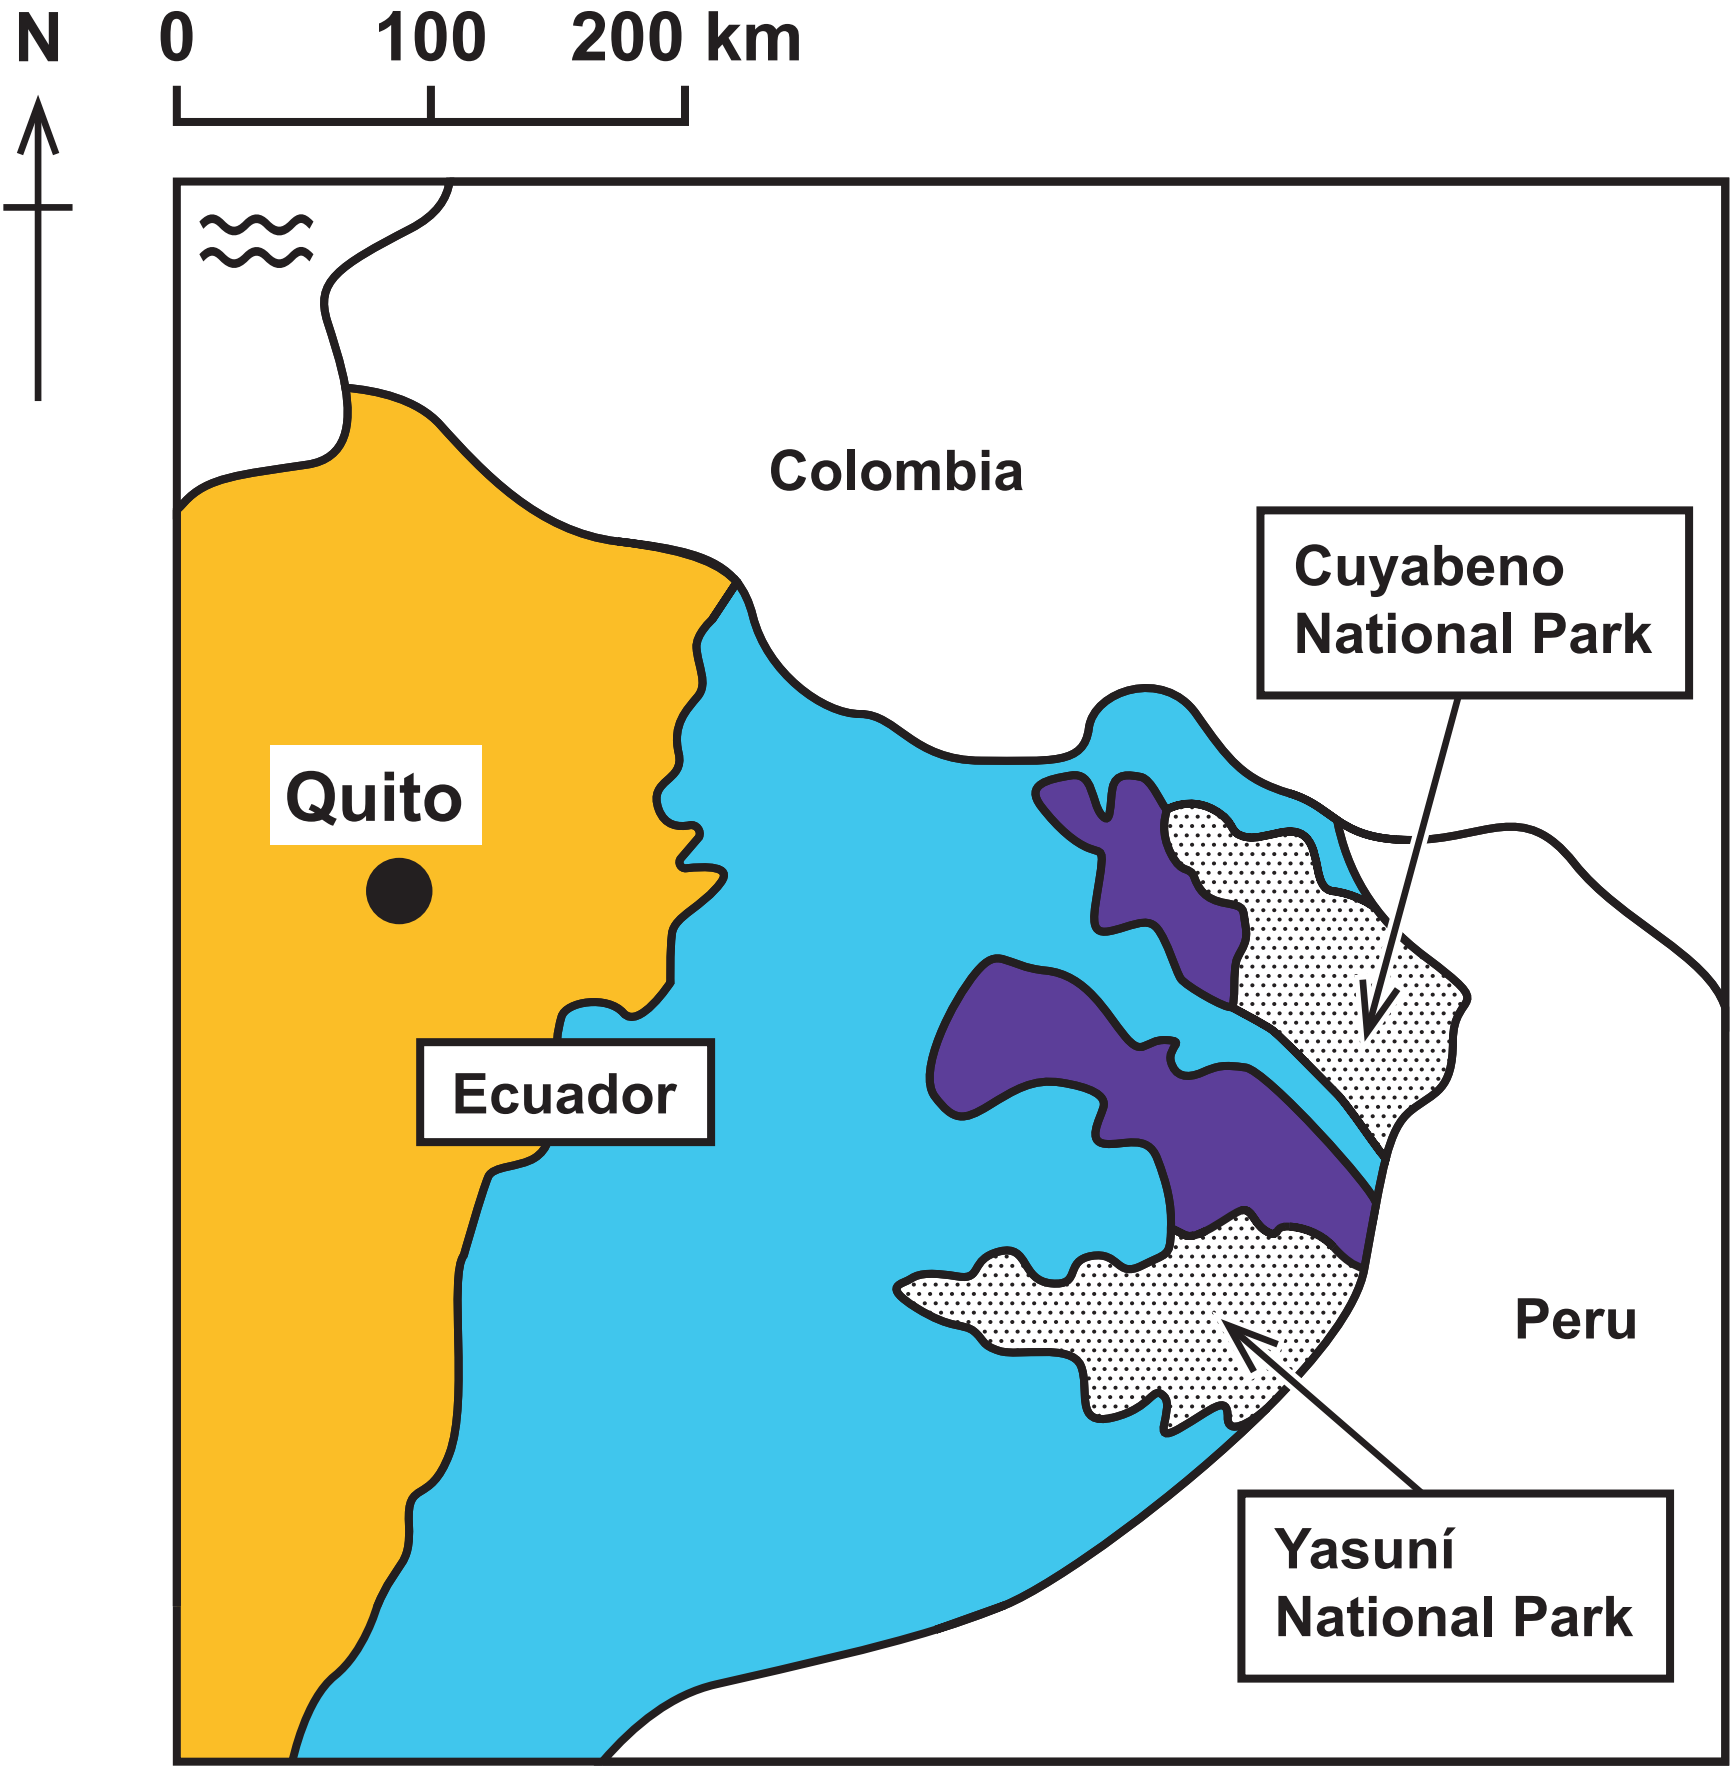 N
0 100 200 km
Colombia
Cuyabeno
National Park
Quito
Ecuador
Peru
Yasuní
National Park